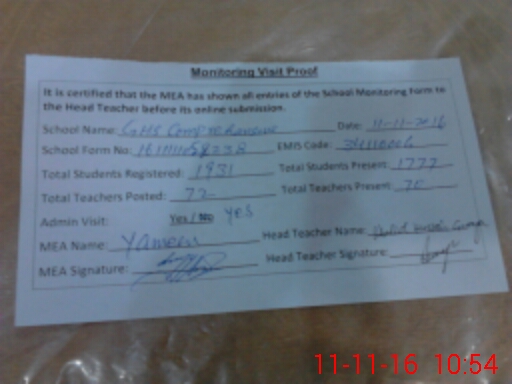 Monitoring Visit Proof
It is certified that the MEA has shown all entries of the School Monitoring Form to
the Head Teacher before its online submission.
School Name: GHS Comprehensive Date: 11-11-2016
School Form No: EMIS Code:
Total Students Registered: 1931 Total Students Present: 1772
Total Teachers Posted: 72 Total Teachers Present: 70
Admin Visit: Yes / No yes
MEA Name: Yameen Head Teacher Name:
MEA Signature: Head Teacher Signature:
11-11-16 10:54